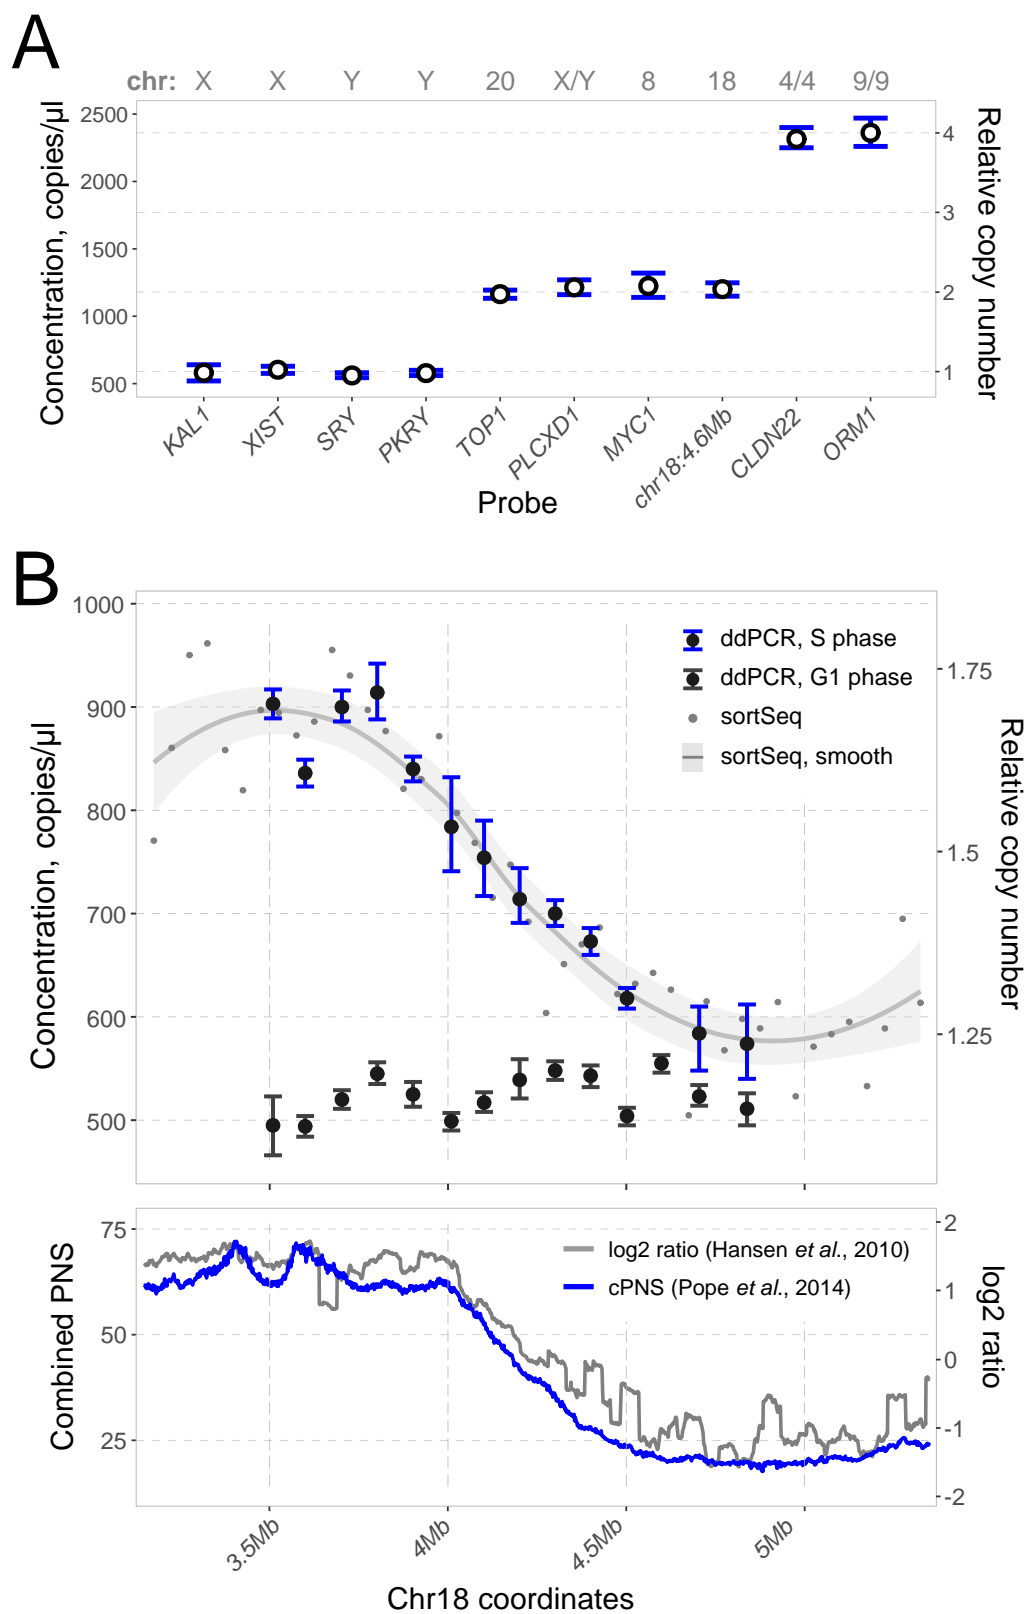 A
chr: X X Y Y 20 X/Y 8 18 4/4 9/9
Concentration, copies/µl
2500
2000
1500
1000
500
4
3
2
1
Relative copy number
KAL1 XIST SRY PKRY TOP1 PLCXD1 MYC1 chr18:4.6Mb CLDN22 ORM1
Probe
B
Concentration, copies/µl
1000
900
800
700
600
500
ddPCR, S phase
ddPCR, G1 phase
sortSeq
sortSeq, smooth
1.75
1.5
1.25
Relative copy number
Combined PNS
75
50
25
log2 ratio (Hansen et al., 2010)
cPNS (Pope et al., 2014)
2
1
0
-1
-2
log2 ratio
3.5Mb 4Mb 4.5Mb 5Mb
Chr18 coordinates